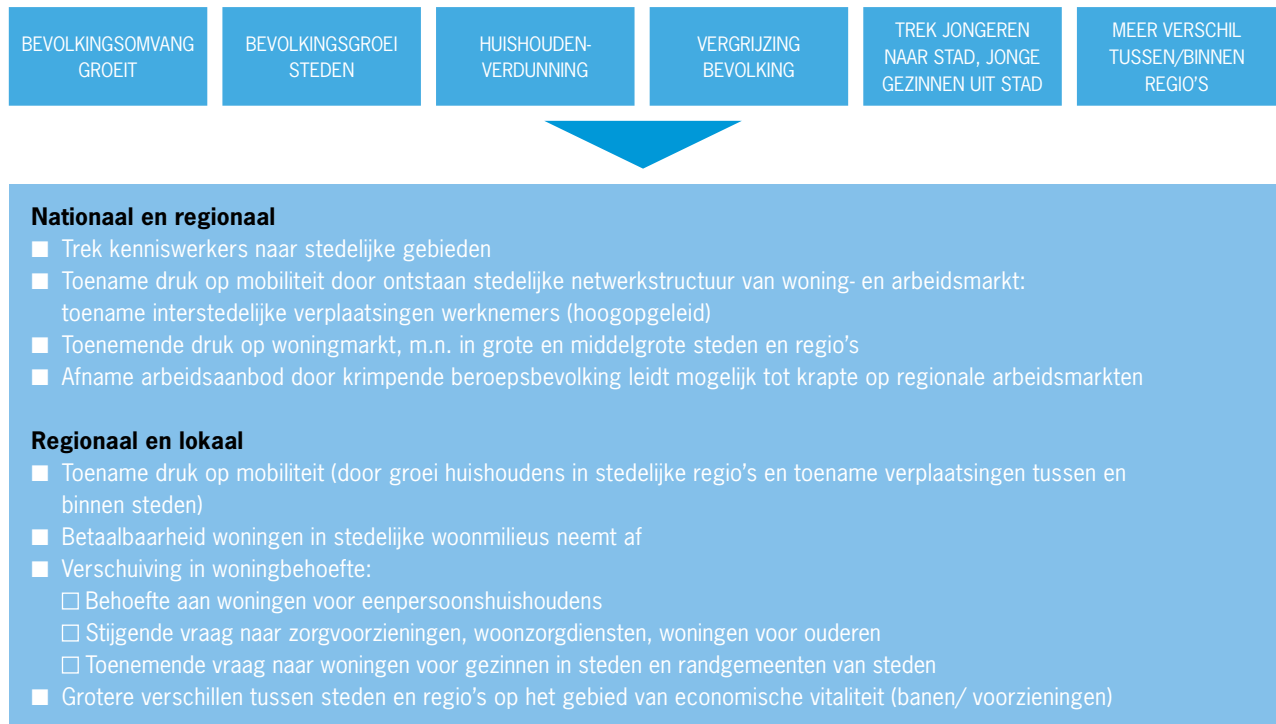 BEVOLKINGSOMVANG
GROEIT
BEVOLKINGSGROEI
STEDEN
HUISHOUDEN-
VERDUNNING
VERGRIJZING
BEVOLKING
TREK JONGEREN
NAAR STAD, JONGE
GEZINNEN UIT STAD
MEER VERSCHIL
TUSSEN/BINNEN
REGIO'S
Nationaal en regionaal
■ Trek kenniswerkers naar stedelijke gebieden
■ Toename druk op mobiliteit door ontstaan stedelijke netwerkstructuur van woning- en arbeidsmarkt:
toename interstedelijke verplaatsingen werknemers (hoogopgeleid)
■ Toenemende druk op woningmarkt, m.n. in grote en middelgrote steden en regio's
■ Afname arbeidsaanbod door krimpende beroepsbevolking leidt mogelijk tot krapte op regionale arbeidsmarkten
Regionaal en lokaal
■ Toename druk op mobiliteit (door groei huishoudens in stedelijke regio's en toename verplaatsingen tussen en
binnen steden)
■ Betaalbaarheid woningen in stedelijke woonmilieus neemt af
■ Verschuiving in woningbehoefte:
□ Behoefte aan woningen voor eenpersoonshuishoudens
□ Stijgende vraag naar zorgvoorzieningen, woonzorgdiensten, woningen voor ouderen
□ Toenemende vraag naar woningen voor gezinnen in steden en randgemeenten van steden
■ Grotere verschillen tussen steden en regio's op het gebied van economische vitaliteit (banen/ voorzieningen)